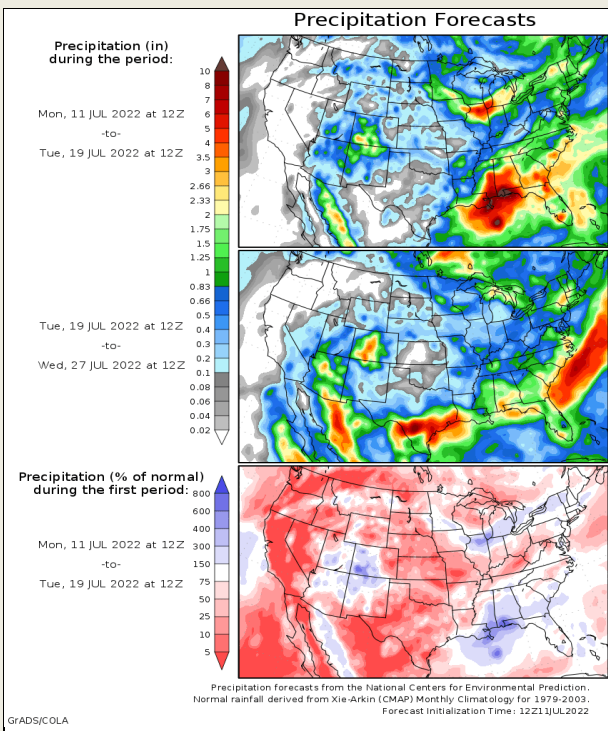 Precipitation Forecasts
Precipitation (in)
during the period:
Mon, 11 JUL 2022 at 12Z
-to-
Tue, 19 JUL 2022 at 12Z
10
8
7
6
5
4
3.5
3
2.66
2.33
2
1.75
1.5
1.25
1
0.83
0.66
0.5
0.4
0.3
0.2
0.1
0.08
0.06
0.04
0.02
Tue, 19 JUL 2022 at 12Z
-to-
Wed, 27 JUL 2022 at 12Z
Precipitation (% of normal)
during the first period:
Mon, 11 JUL 2022 at 12Z
-to-
Tue, 19 JUL 2022 at 12Z
800
600
400
300
150
75
50
25
10
5
Precipitation forecasts from the National Centers for Environmental Prediction.
Normal rainfall derived from Xie-Arkin (CMAP) Monthly Climatology for 1979-2003.
Forecast Initialization Time: 12Z11JUL2022
GrADS/COLA